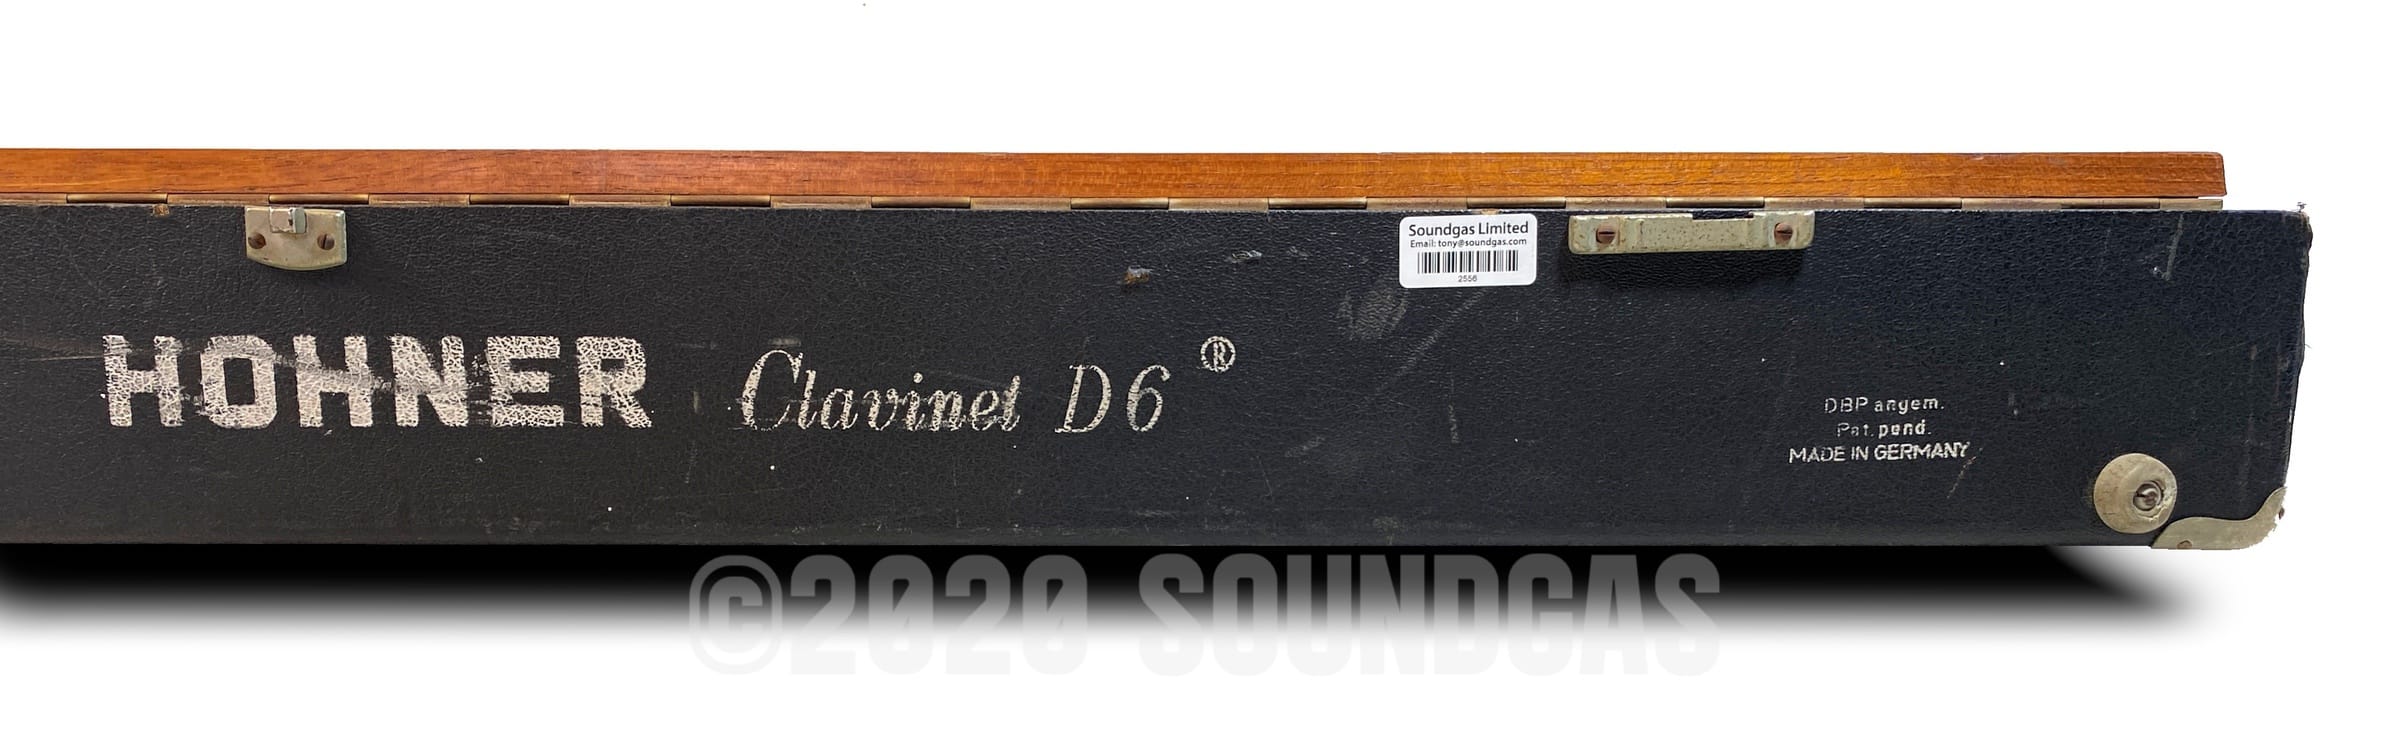 Soundgas Limited
Email: tony@soundgas.com
2556
HOHNER Clavinet D6 ®
DBP angem.
Pat. pend.
MADE IN GERMANY
©2020 SOUNDGAS